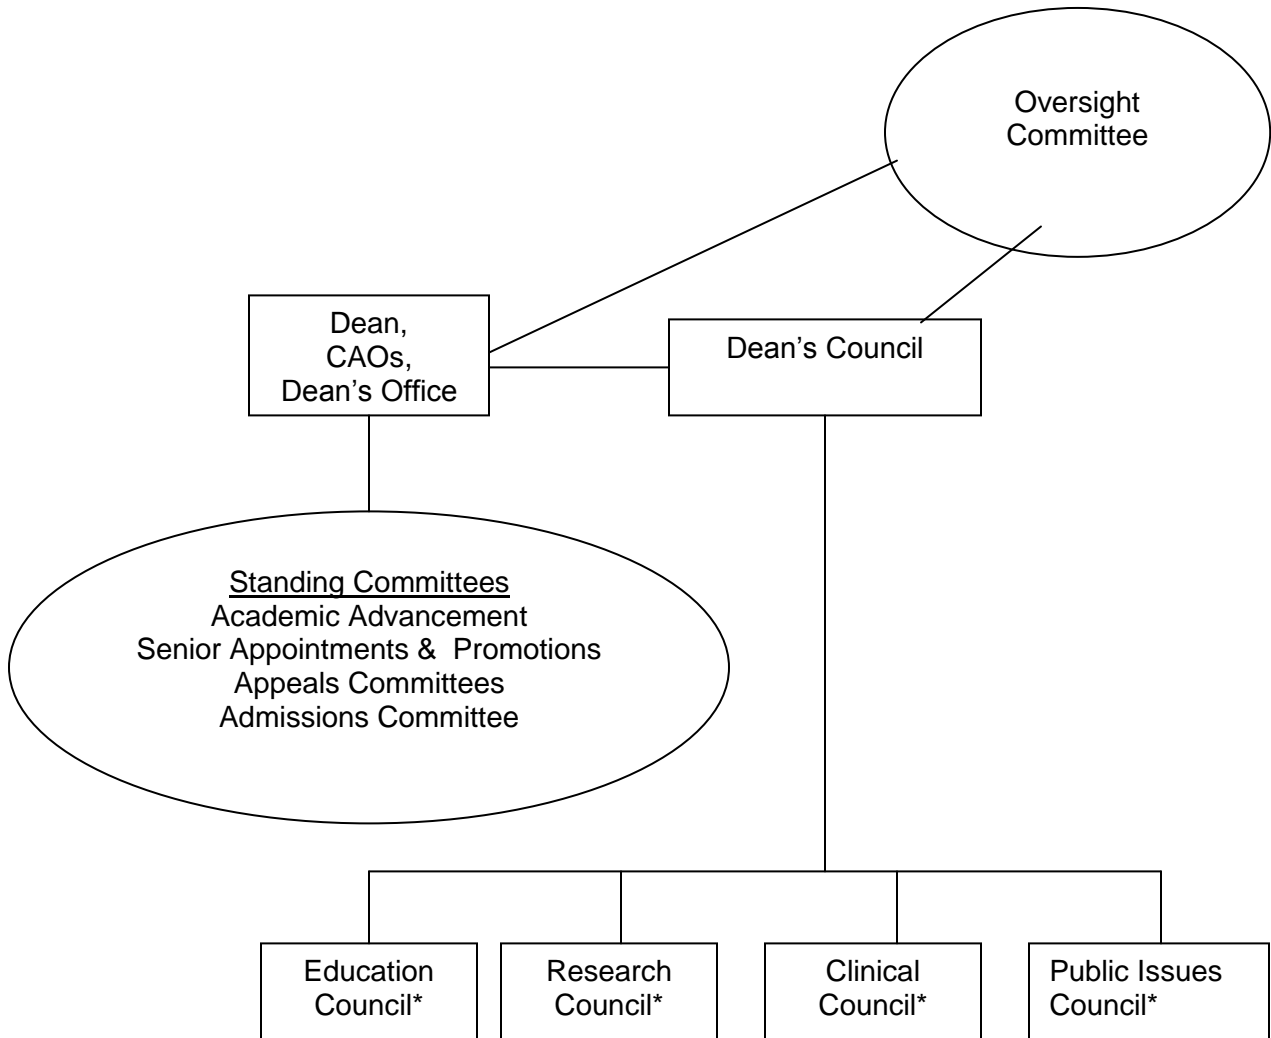 Oversight
Committee
Dean,
CAOs,
Dean's Office
Dean's Council
Standing Committees
Academic Advancement
Senior Appointments &  Promotions
Appeals Committees
Admissions Committee
Education
Council*
Research
Council*
Clinical
Council*
Public Issues
Council*